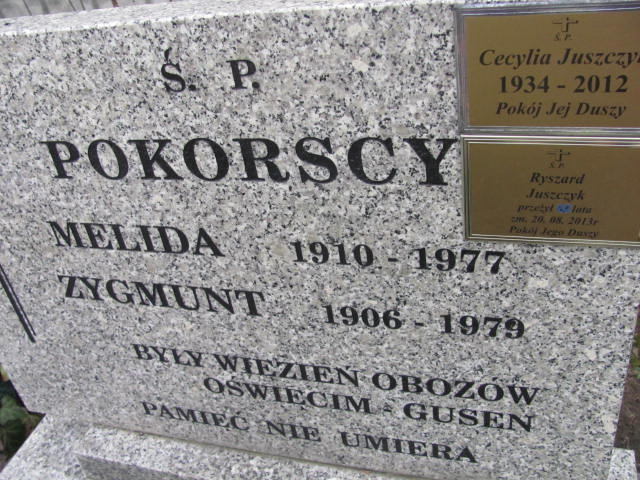 Ś. P.
POKORSCY
MELIDA 1910 - 1977
ZYGMUNT 1906 - 1979
BYŁY WIĘZIEŃ OBOZÓW
OŚWIĘCIM - GUSEN
PAMIĘĆ NIE UMIERA
Ś. P.
Cecylia Juszczyk
1934 - 2012
Pokój Jej Duszy
Ś. P.
Ryszard
Juszczyk
przeżył lata
zm. 20. 08. 2013r
Pokój Jego Duszy